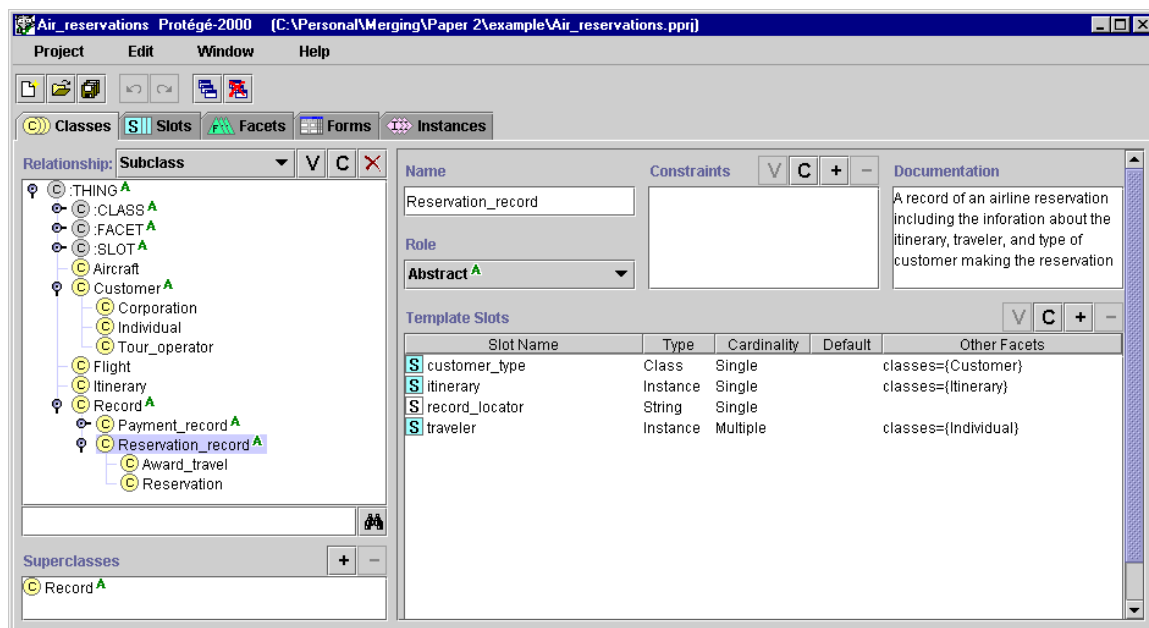 Air_reservations Protégé-2000 (C:\Personal\Merging\Paper 2\example\Air_reservations.pprj)
Project Edit Window Help
C Classes S Slots F Facets Forms I Instances
Relationship: Subclass V C
C :THING A
C :CLASS A
C :FACET A
C :SLOT A
C Aircraft
C Customer A
C Corporation
C Individual
C Tour_operator
C Flight
C Itinerary
C Record A
C Payment_record A
C Reservation_record A
C Award_travel
C Reservation
Superclasses + −
C Record A
Name
Reservation_record
Role
Abstract A
Constraints V C + −
Documentation
A record of an airline reservation
including the inforation about the
itinerary, traveler, and type of
customer making the reservation
Template Slots V C + −
Slot Name Type Cardinality Default Other Facets
S customer_type Class Single classes={Customer}
S itinerary Instance Single classes={Itinerary}
S record_locator String Single
S traveler Instance Multiple classes={Individual}